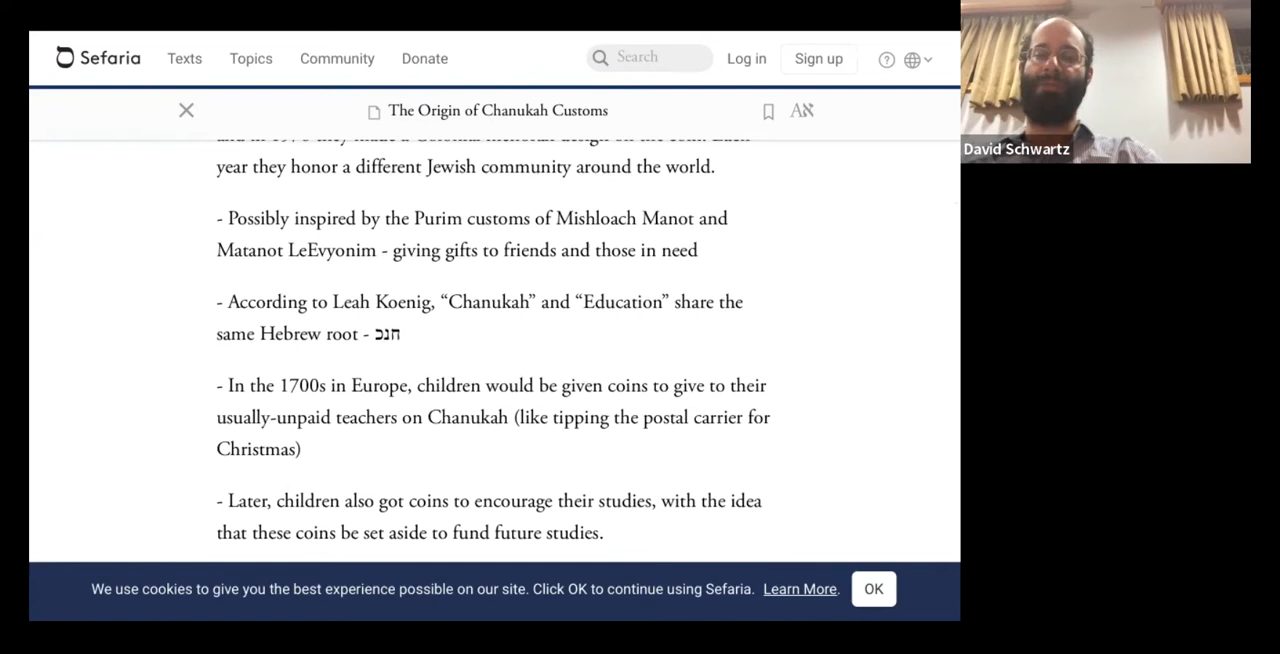 Sefaria Texts Topics Community Donate Search Log in Sign up
The Origin of Chanukah Customs
year they honor a different Jewish community around the world.
- Possibly inspired by the Purim customs of Mishloach Manot and
Matanot LeEvyonim - giving gifts to friends and those in need
- According to Leah Koenig, “Chanukah” and “Education” share the
same Hebrew root - חנכ
- In the 1700s in Europe, children would be given coins to give to their
usually-unpaid teachers on Chanukah (like tipping the postal carrier for
Christmas)
- Later, children also got coins to encourage their studies, with the idea
that these coins be set aside to fund future studies.
We use cookies to give you the best experience possible on our site. Click OK to continue using Sefaria. Learn More. OK
David Schwartz